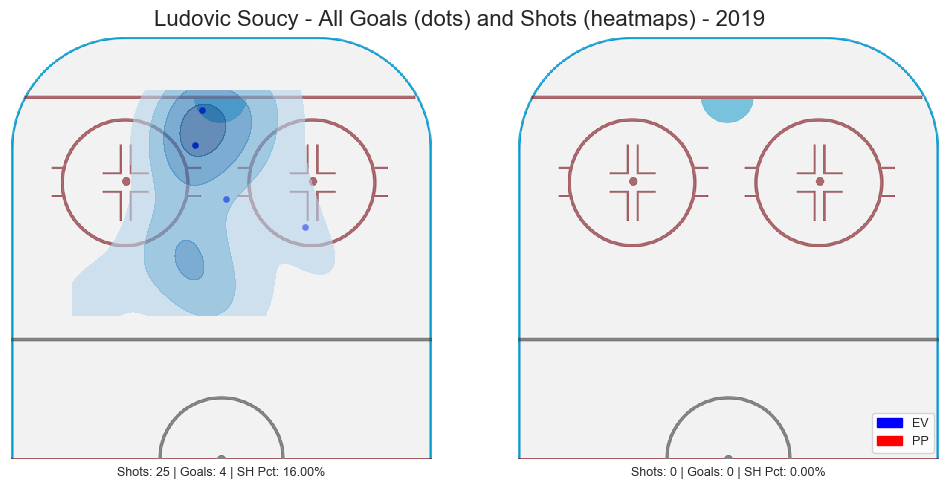 Ludovic Soucy - All Goals (dots) and Shots (heatmaps) - 2019
EV
PP
Shots: 25 | Goals: 4 | SH Pct: 16.00%
Shots: 0 | Goals: 0 | SH Pct: 0.00%